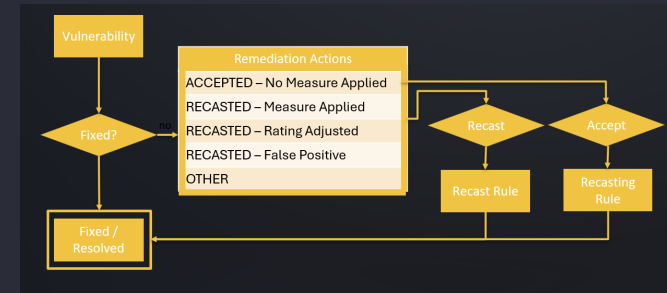 Vulnerability
Fixed?
no
Remediation Actions
ACCEPTED – No Measure Applied
RECASTED – Measure Applied
RECASTED – Rating Adjusted
RECASTED – False Positive
OTHER
Recast
Accept
Recast Rule
Recasting
Rule
Fixed /
Resolved